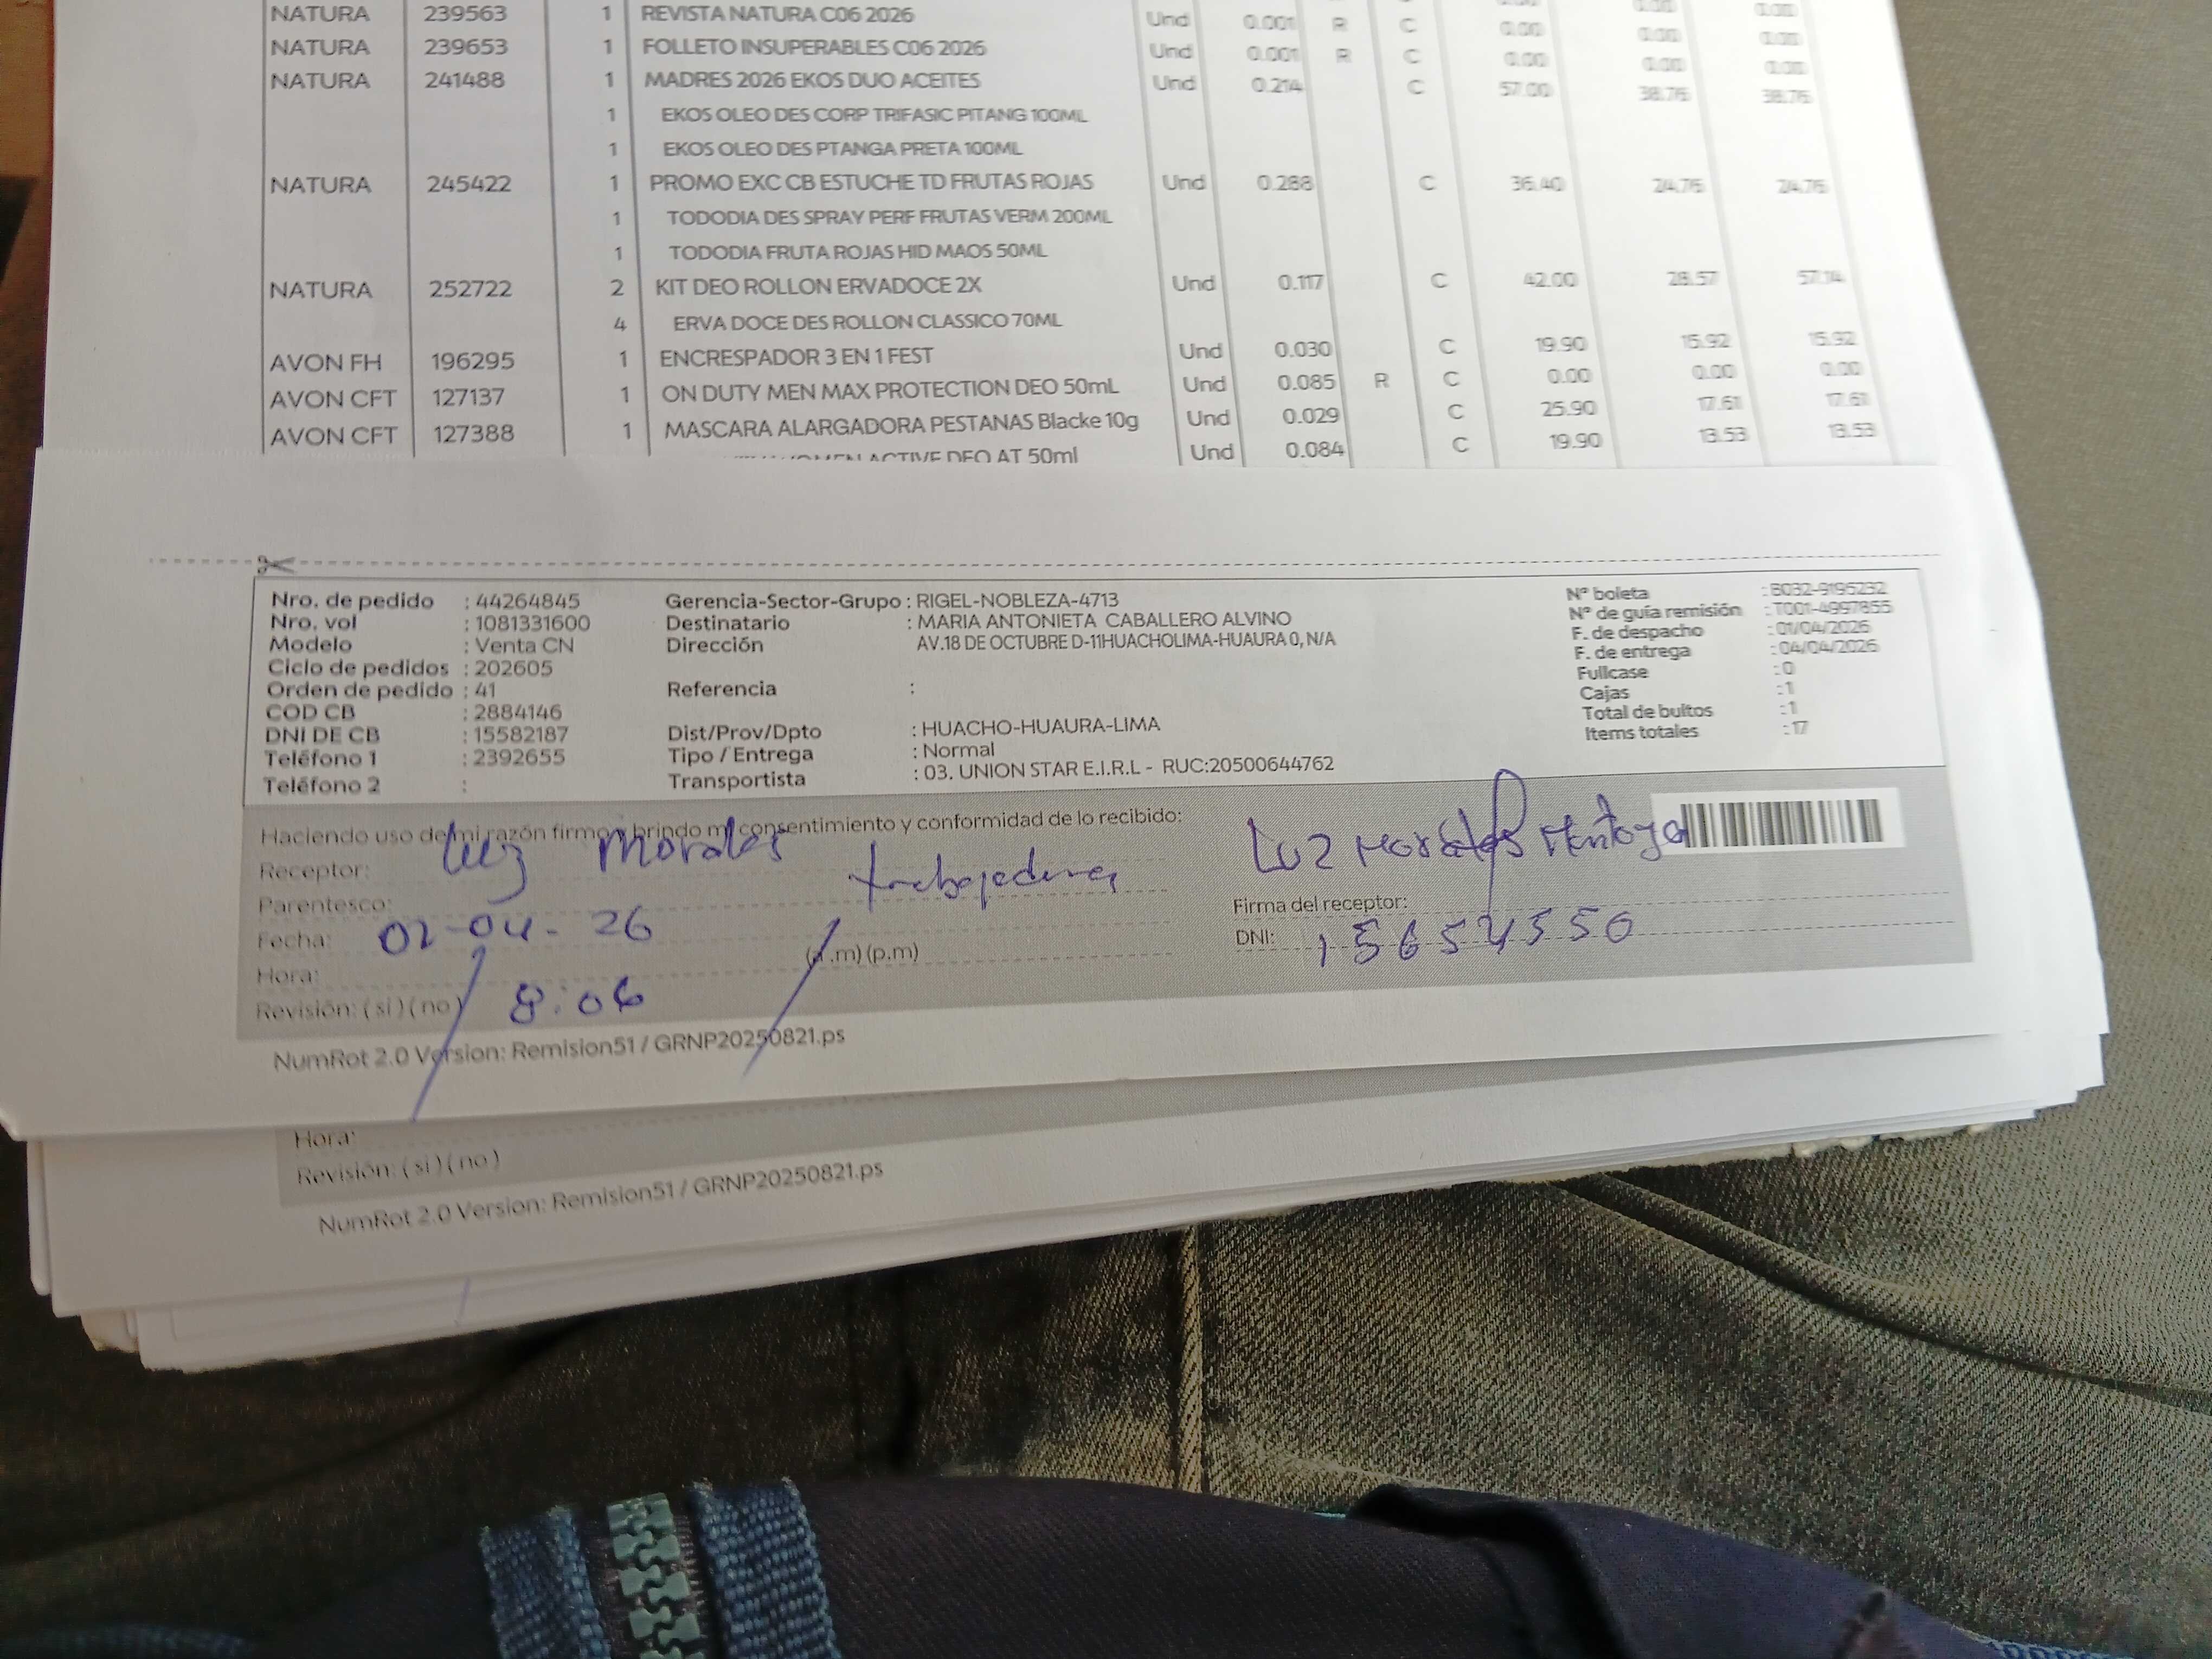 NATURA 239563 1 REVISTA NATURA C06 2026 Und 0.001 R C 0.00 0.00 0.00
NATURA 239653 1 FOLLETO INSUPERABLES C06 2026 Und 0.001 R C 0.00 0.00 0.00
NATURA 241488 1 MADRES 2026 EKOS DUO ACEITES Und 0.214 C 57.00 38.76 38.76
1 EKOS OLEO DES CORP TRIFASIC PITANG 100ML
1 EKOS OLEO DES PTANGA PRETA 100ML
NATURA 245422 1 PROMO EXC CB ESTUCHE TD FRUTAS ROJAS Und 0.288 C 36.40 24.76 24.76
1 TODODIA DES SPRAY PERF FRUTAS VERM 200ML
1 TODODIA FRUTA ROJAS HID MAOS 50ML
NATURA 252722 2 KIT DEO ROLLON ERVADOCE 2X Und 0.117 C 42.00 28.57 57.14
4 ERVA DOCE DES ROLLON CLASSICO 70ML
AVON FH 196295 1 ENCRESPADOR 3 EN 1 FEST Und 0.030 C 19.90 15.92 15.92
AVON CFT 127137 1 ON DUTY MEN MAX PROTECTION DEO 50mL Und 0.085 R C 0.00 0.00 0.00
AVON CFT 127388 1 MASCARA ALARGADORA PESTANAS Blacke 10g Und 0.029 C 25.90 17.61 17.61
ACTIVE DEO AT 50ml Und 0.084 C 19.90 13.53 13.53
Nro. de pedido : 44264845
Nro. vol : 1081331600
Modelo : Venta CN
Ciclo de pedidos : 202605
Orden de pedido : 41
COD CB : 2884146
DNI DE CB : 15582187
Teléfono 1 : 2392655
Teléfono 2 :
Gerencia-Sector-Grupo : RIGEL-NOBLEZA-4713
Destinatario : MARIA ANTONIETA CABALLERO ALVINO
Dirección AV.18 DE OCTUBRE D-11HUACHOLIMA-HUAURA 0, N/A
Referencia :
Dist/Prov/Dpto : HUACHO-HUAURA-LIMA
Tipo / Entrega : Normal
Transportista : 03. UNION STAR E.I.R.L - RUC:20500644762
N° boleta : B032-9195232
N° de guía remisión : T001-4997855
F. de despacho : 01/04/2026
F. de entrega : 04/04/2026
Fullcase : 0
Cajas : 1
Total de bultos : 1
Items totales : 17
Haciendo uso de mi razón firmo y brindo mi consentimiento y conformidad de lo recibido:
Receptor: Luz Morales
Parentesco: trabajadora
Fecha: 02-04-26
Hora: 8:06 (a.m) (p.m)
Revisión: (si) (no)
Luz Morales Montoya
Firma del receptor:
DNI: 15654550
NumRot 2.0 Version: Remision51 / GRNP20250821.ps
Hora:
Revisión: (si) (no)
NumRot 2.0 Version: Remision51 / GRNP20250821.ps